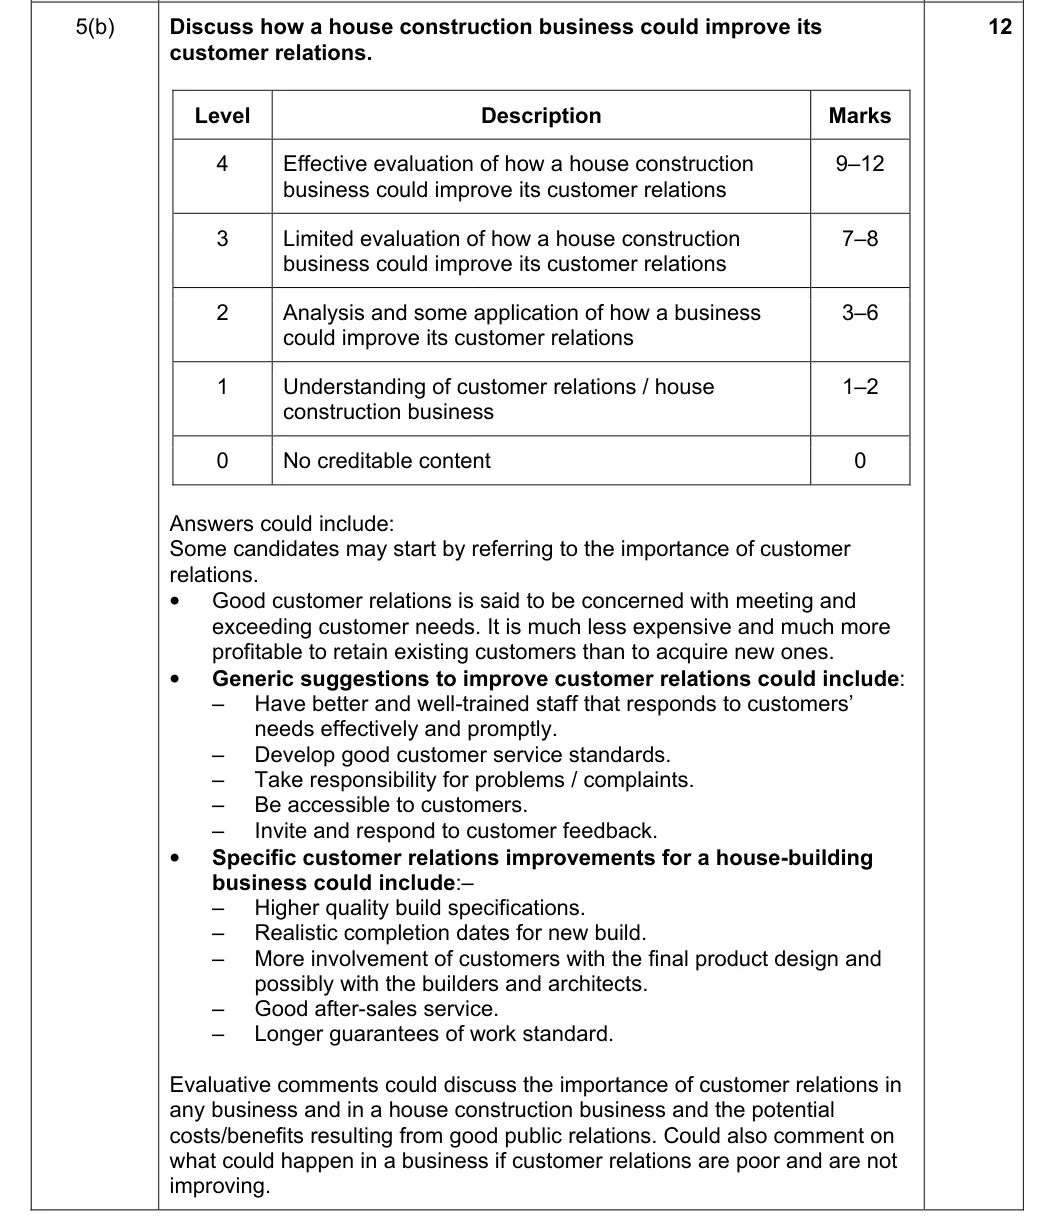 5(b) Discuss how a house construction business could improve its 12
customer relations.
Level Description Marks
4 Effective evaluation of how a house construction 9–12
business could improve its customer relations
3 Limited evaluation of how a house construction 7–8
business could improve its customer relations
2 Analysis and some application of how a business 3–6
could improve its customer relations
1 Understanding of customer relations / house 1–2
construction business
0 No creditable content 0
Answers could include:
Some candidates may start by referring to the importance of customer
relations.
• Good customer relations is said to be concerned with meeting and
exceeding customer needs. It is much less expensive and much more
profitable to retain existing customers than to acquire new ones.
• Generic suggestions to improve customer relations could include:
– Have better and well-trained staff that responds to customers’
needs effectively and promptly.
– Develop good customer service standards.
– Take responsibility for problems / complaints.
– Be accessible to customers.
– Invite and respond to customer feedback.
• Specific customer relations improvements for a house-building
business could include:–
– Higher quality build specifications.
– Realistic completion dates for new build.
– More involvement of customers with the final product design and
possibly with the builders and architects.
– Good after-sales service.
– Longer guarantees of work standard.
Evaluative comments could discuss the importance of customer relations in
any business and in a house construction business and the potential
costs/benefits resulting from good public relations. Could also comment on
what could happen in a business if customer relations are poor and are not
improving.